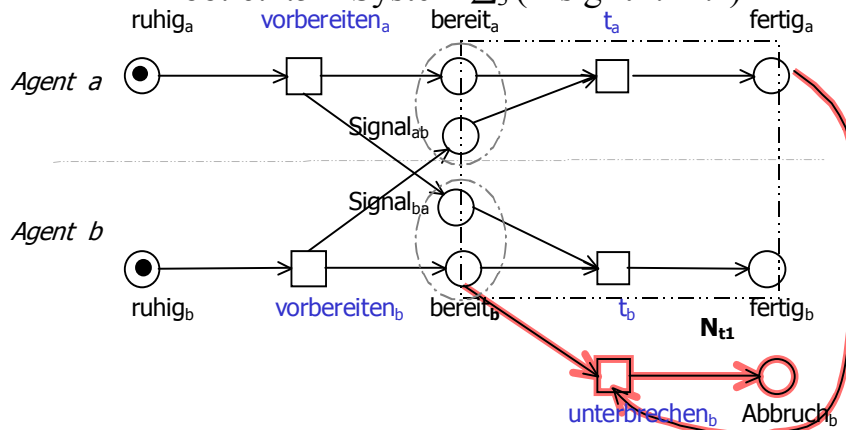 ruhig_a vorbereiten_a bereit_a t_a fertig_a
Agent a
Signal_ab
Signal_ba
Agent b
ruhig_b vorbereiten_b bereit_b t_b fertig_b
N_t1
unterbrechen_b Abbruch_b